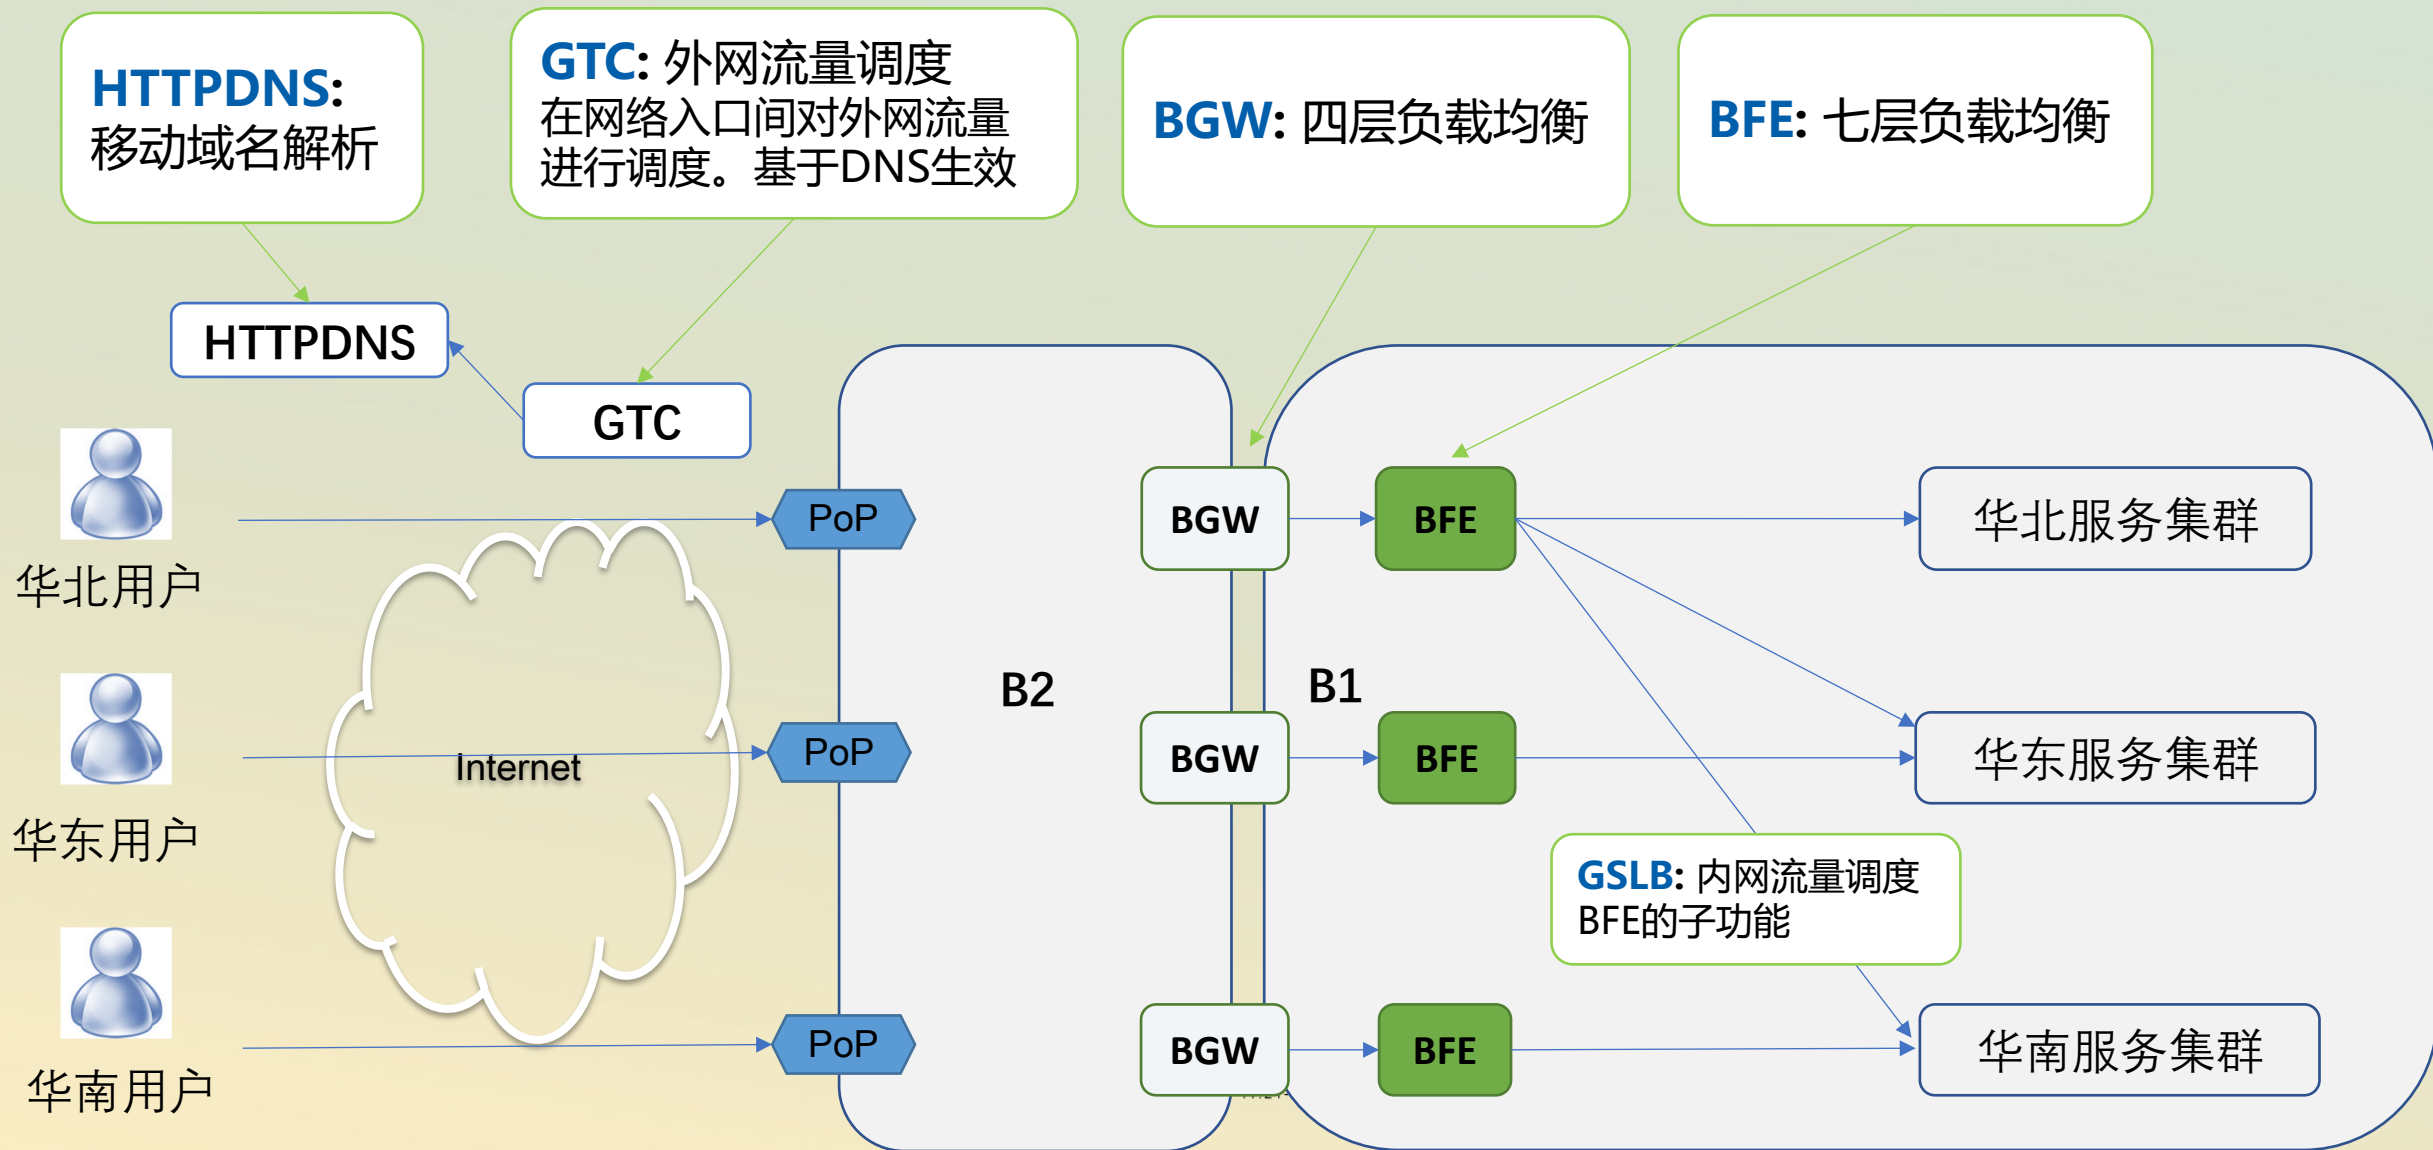 HTTPDNS:
移动域名解析
GTC: 外网流量调度
在网络入口间对外网流量
进行调度。基于DNS生效
BGW: 四层负载均衡
BFE: 七层负载均衡
HTTPDNS
GTC
华北用户
PoP
BGW
BFE
华北服务集群
B2
B1
华东用户
Internet
PoP
BGW
BFE
华东服务集群
GSLB: 内网流量调度
BFE的子功能
华南用户
PoP
BGW
BFE
华南服务集群